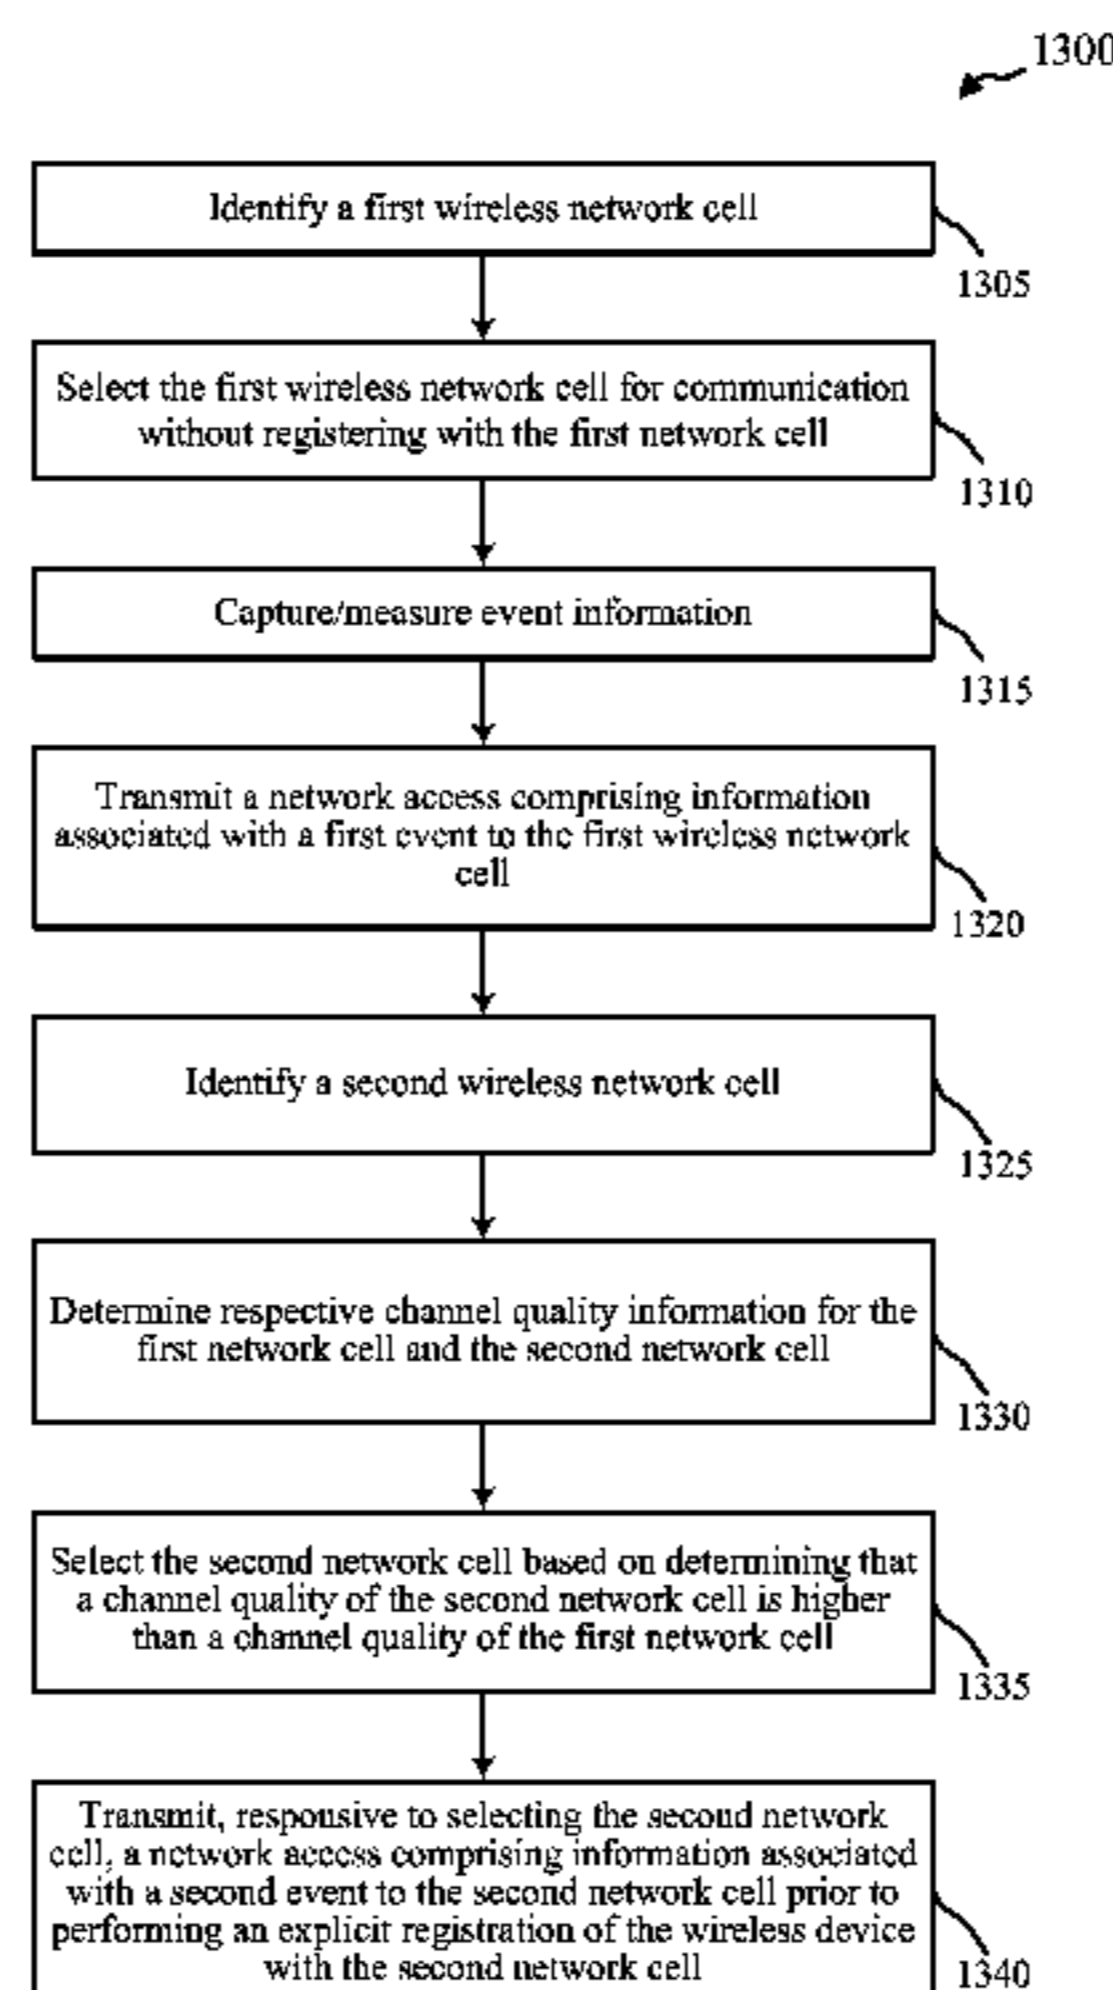 1300
Identify a first wireless network cell
1305
Select the first wireless network cell for communication
without registering with the first network cell
1310
Capture/measure event information
1315
Transmit a network access comprising information
associated with a first event to the first wireless network
cell
1320
Identify a second wireless network cell
1325
Determine respective channel quality information for the
first network cell and the second network cell
1330
Select the second network cell based on determining that
a channel quality of the second network cell is higher
than a channel quality of the first network cell
1335
Transmit, responsive to selecting the second network
cell, a network access comprising information associated
with a second event to the second network cell prior to
performing an explicit registration of the wireless device
with the second network cell
1340